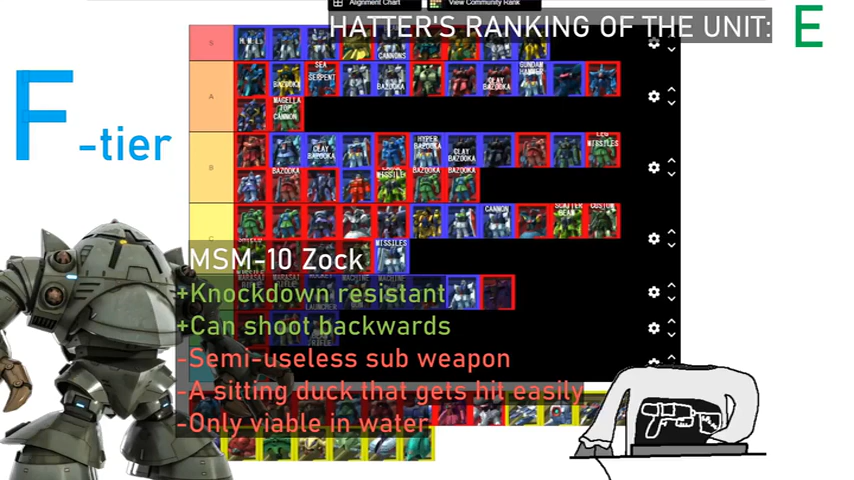 Alignment Chart
View Community Rank
HATTER'S RANKING OF THE UNIT:
E
F-tier
S
CANNONS
A
BAZOOKA
SEA SERPENT
BAZOOKA
CLAY BAZOOKA
GUNDAM HAMMER
MAGELLA TOP CANNON
B
CLAY BAZOOKA
HYPER BAZOOKA
CLAY BAZOOKA
LEG MISSILES
BAZOOKA
MISSILE
BAZOOKA
BAZOOKA
C
CANNON
SCATTER BEAM
CUSTOM
MISSILES
MSM-10 Zock
+Knockdown resistant
+Can shoot backwards
-Semi-useless sub weapon
-A sitting duck that gets hit easily
-Only viable in water